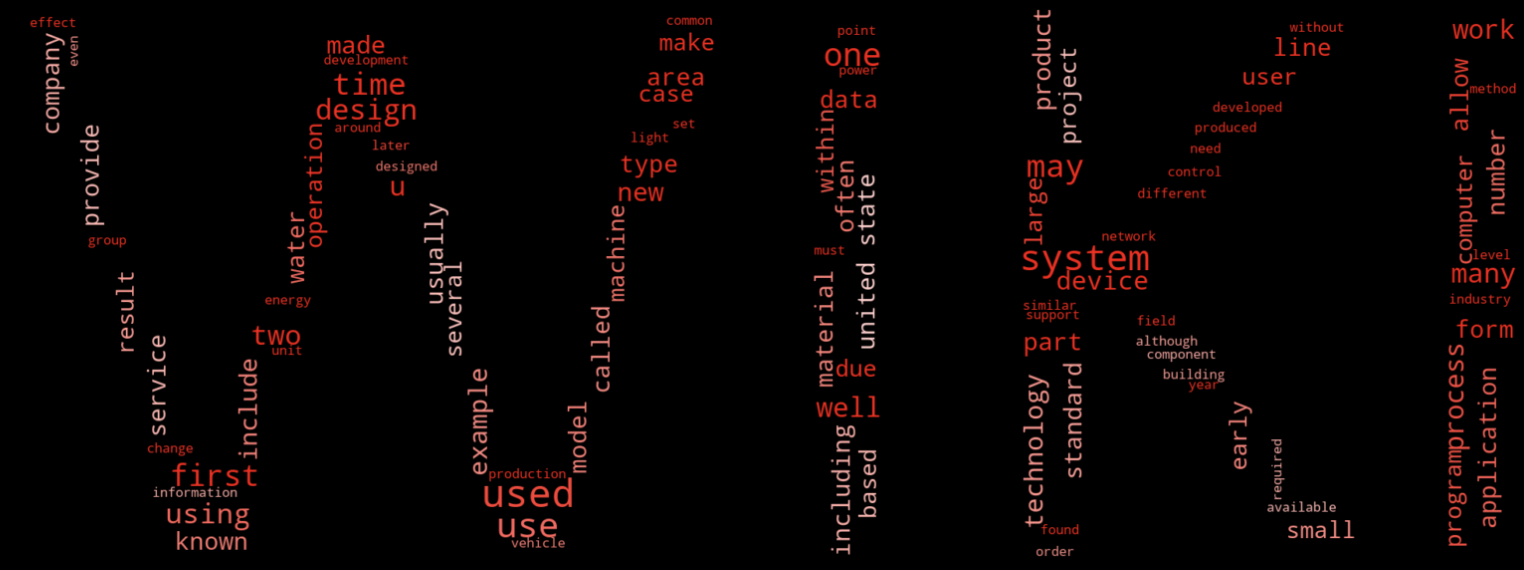 effect
company
even
provide
group
result
service
change
first
information
using
known
include
two
unit
energy
water
operation
made
development
time
design
around
later
designed
u
usually
several
example
production
used
use
vehicle
model
called
machine
new
type
light
set
case
area
make
common
point
one
power
data
within
often
state
must
material
united
due
well
including
based
product
project
may
large
system
device
network
different
control
need
produced
developed
user
line
without
similar
support
part
technology
standard
found
order
field
although
component
building
year
early
required
available
small
work
allow
method
number
computer
level
many
industry
form
process
program
application